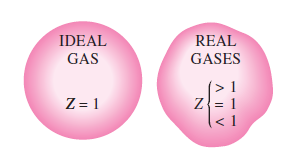 IDEAL
GAS
Z = 1
REAL
GASES
> 1
Z = 1
< 1